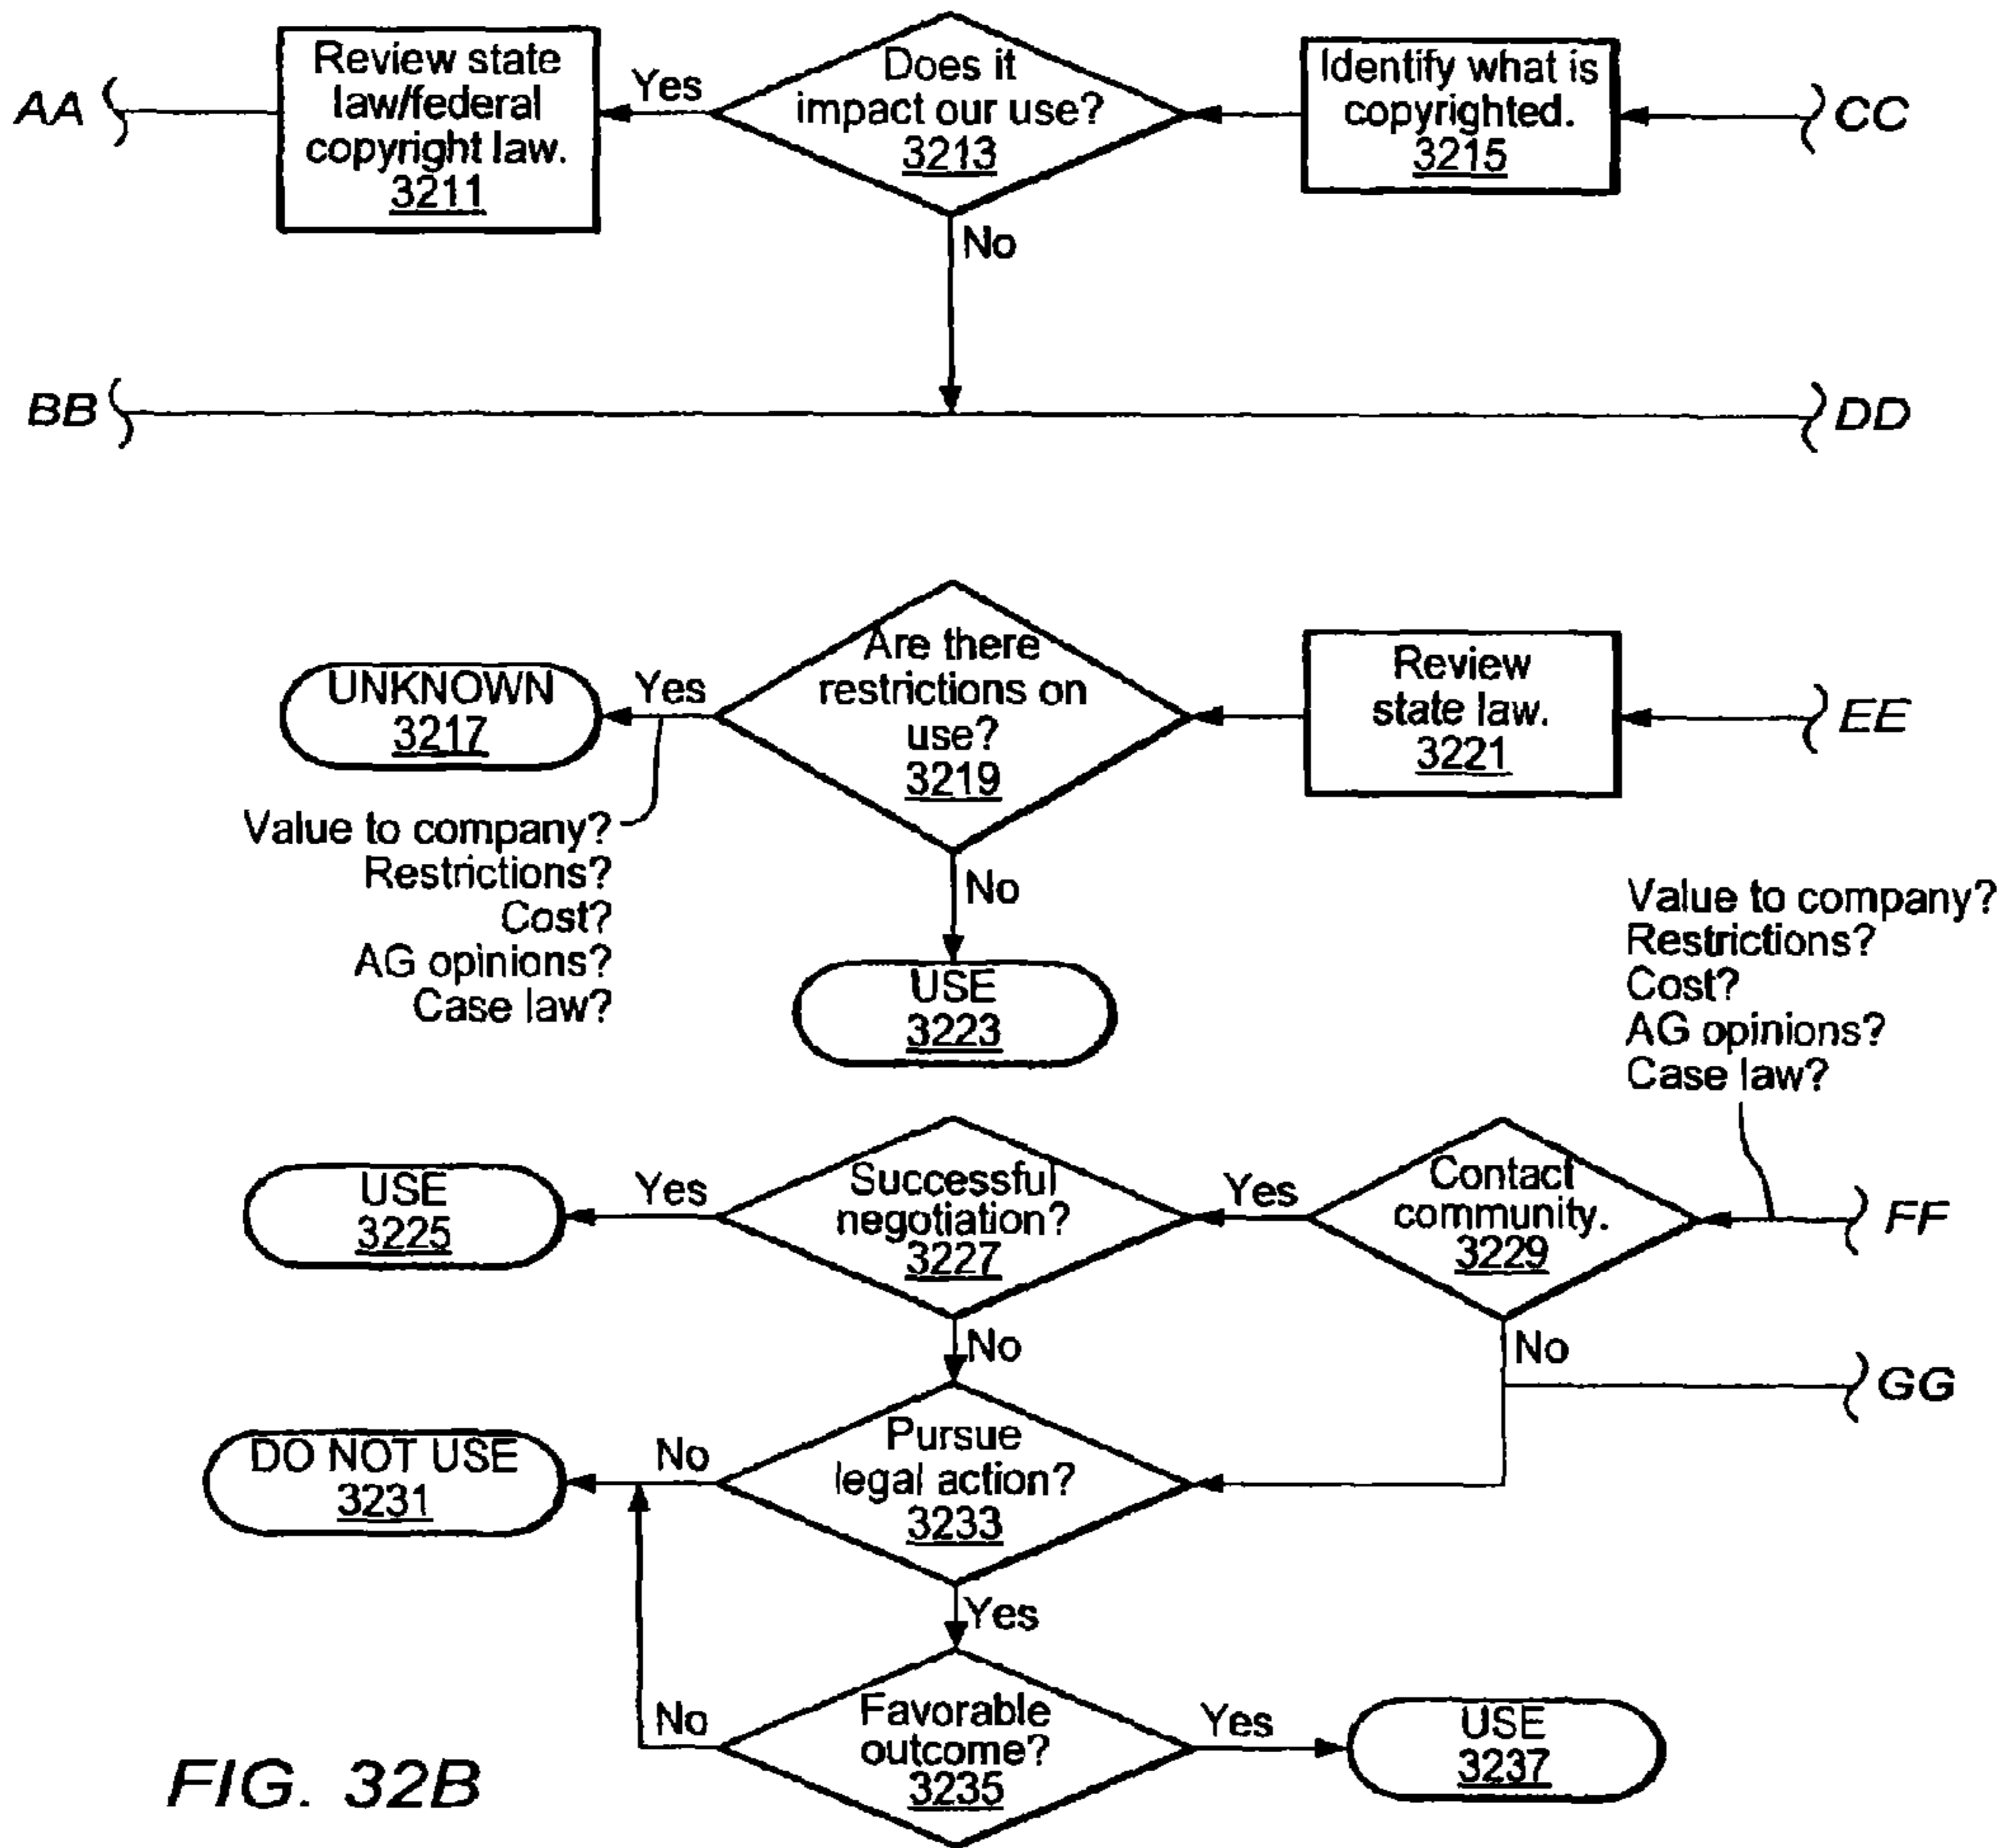 AA
Review state
law/federal
copyright law.
3211
Yes
Does it
impact our use?
3213
Identify what is
copyrighted.
3215
CC
No
BB
DD
UNKNOWN
3217
Yes
Are there
restrictions on
use?
3219
Review
state law.
3221
EE
Value to company?
Restrictions?
Cost?
AG opinions?
Case law?
No
USE
3223
Value to company?
Restrictions?
Cost?
AG opinions?
Case law?
USE
3225
Yes
Successful
negotiation?
3227
Yes
Contact
community.
3229
FF
No
No
GG
DO NOT USE
3231
No
Pursue
legal action?
3233
Yes
No
Favorable
outcome?
3235
Yes
USE
3237
FIG. 32B